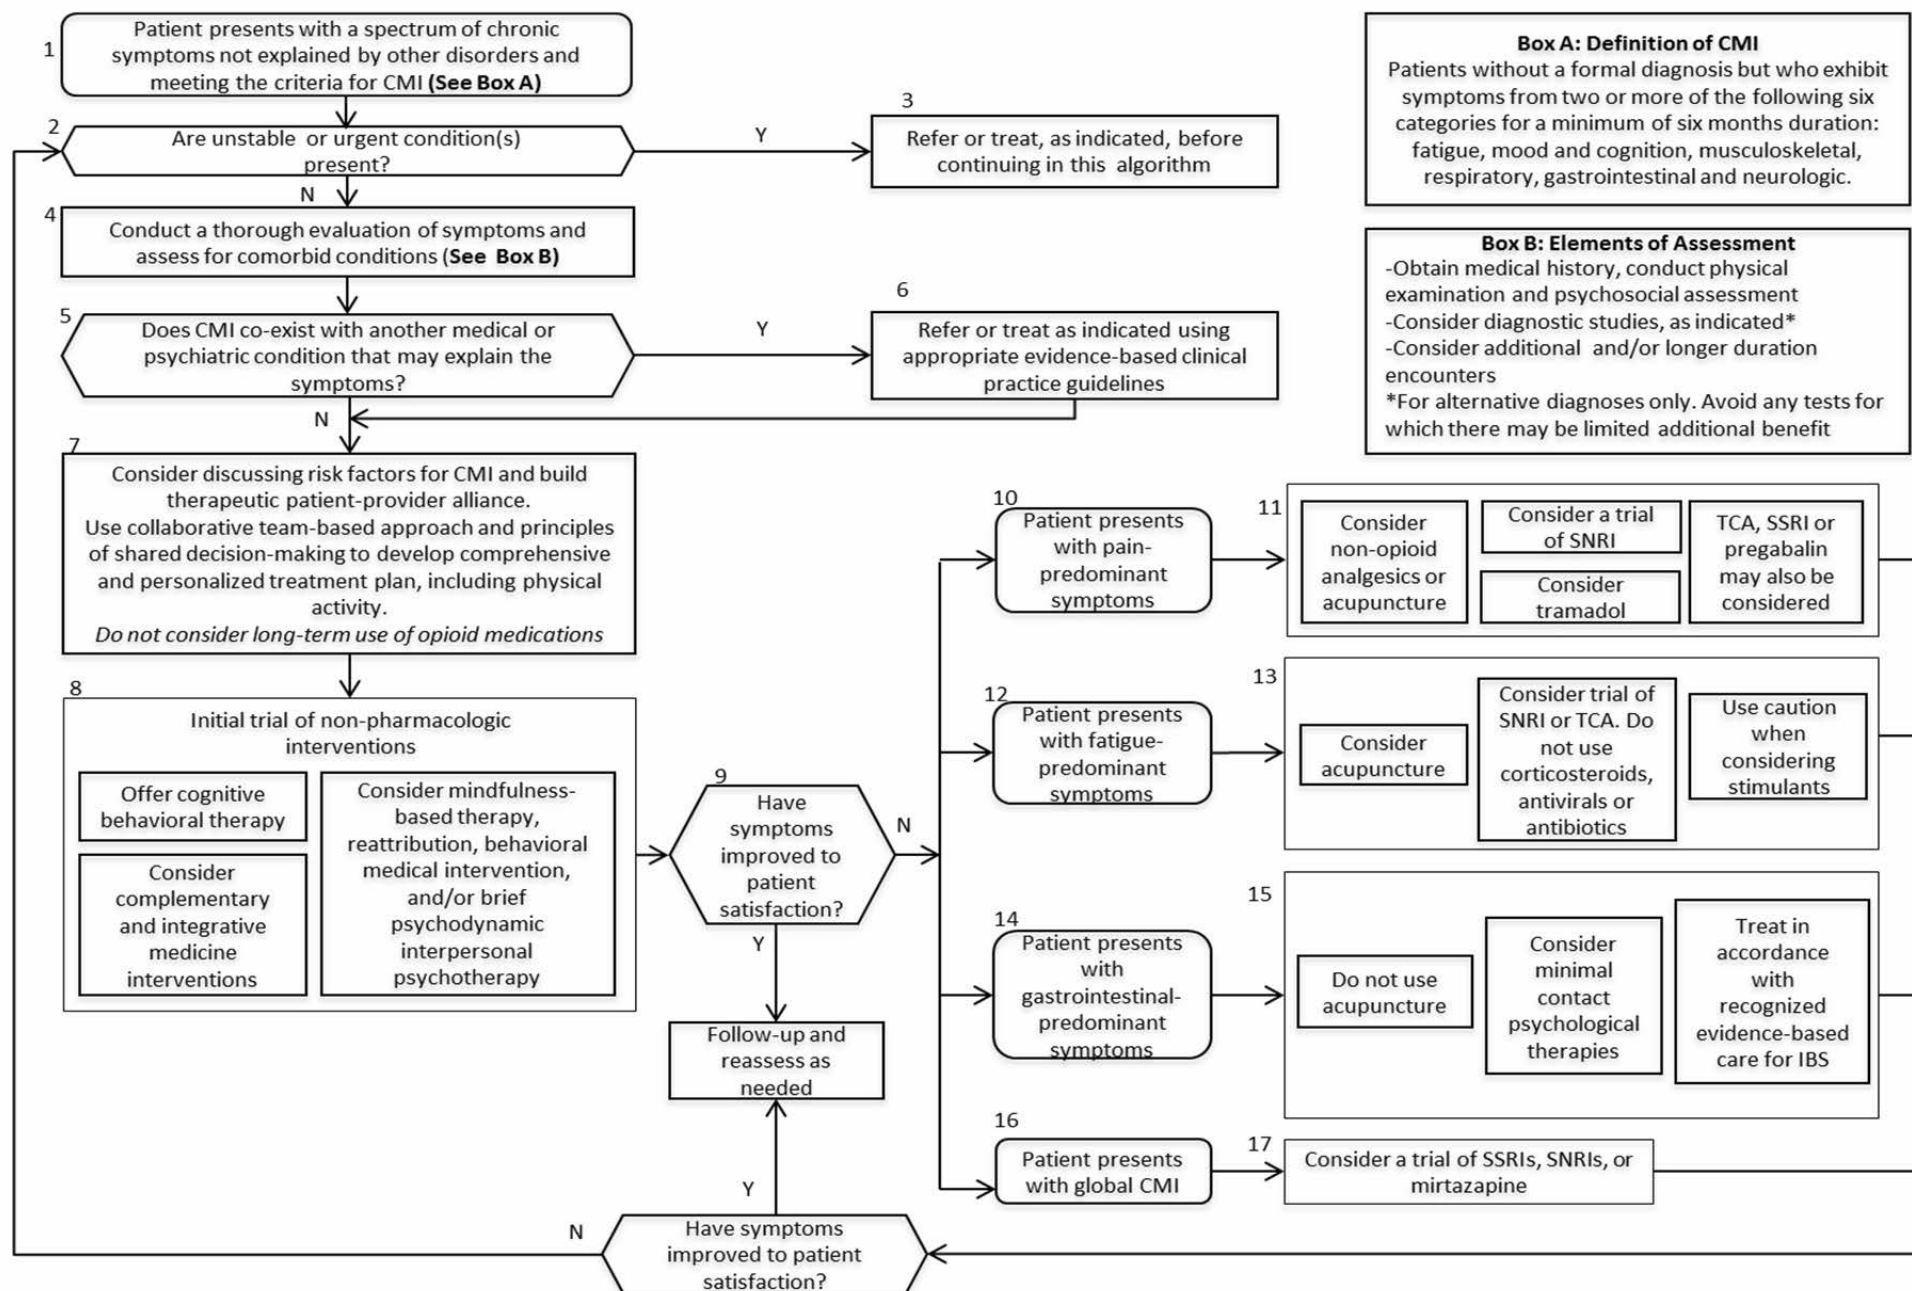 1
Patient presents with a spectrum of chronic
symptoms not explained by other disorders and
meeting the criteria for CMI (See Box A)
2
Are unstable or urgent condition(s)
present?
Y
N
3
Refer or treat, as indicated, before
continuing in this algorithm
4
Conduct a thorough evaluation of symptoms and
assess for comorbid conditions (See Box B)
5
Does CMI co-exist with another medical or
psychiatric condition that may explain the
symptoms?
Y
N
6
Refer or treat as indicated using
appropriate evidence-based clinical
practice guidelines
Box A: Definition of CMI
Patients without a formal diagnosis but who exhibit
symptoms from two or more of the following six
categories for a minimum of six months duration:
fatigue, mood and cognition, musculoskeletal,
respiratory, gastrointestinal and neurologic.
Box B: Elements of Assessment
-Obtain medical history, conduct physical
examination and psychosocial assessment
-Consider diagnostic studies, as indicated*
-Consider additional and/or longer duration
encounters
*For alternative diagnoses only. Avoid any tests for
which there may be limited additional benefit
7
Consider discussing risk factors for CMI and build
therapeutic patient-provider alliance.
Use collaborative team-based approach and principles
of shared decision-making to develop comprehensive
and personalized treatment plan, including physical
activity.
Do not consider long-term use of opioid medications
8
Initial trial of non-pharmacologic
interventions
Offer cognitive
behavioral therapy
Consider
complementary
and integrative
medicine
interventions
Consider mindfulness-
based therapy,
reattribution, behavioral
medical intervention,
and/or brief
psychodynamic
interpersonal
psychotherapy
9
Have
symptoms
improved to
patient
satisfaction?
N
Y
Follow-up and
reassess as
needed
10
Patient presents
with pain-
predominant
symptoms
11
Consider
non-opioid
analgesics or
acupuncture
Consider a trial
of SNRI
Consider
tramadol
TCA, SSRI or
pregabalin
may also be
considered
12
Patient presents
with fatigue-
predominant
symptoms
13
Consider
acupuncture
Consider trial of
SNRI or TCA. Do
not use
corticosteroids,
antivirals or
antibiotics
Use caution
when
considering
stimulants
14
Patient presents
with
gastrointestinal-
predominant
symptoms
15
Do not use
acupuncture
Consider
minimal
contact
psychological
therapies
Treat in
accordance
with
recognized
evidence-based
care for IBS
16
Patient presents
with global CMI
17
Consider a trial of SSRIs, SNRIs, or
mirtazapine
Y
N
Have symptoms
improved to patient
satisfaction?